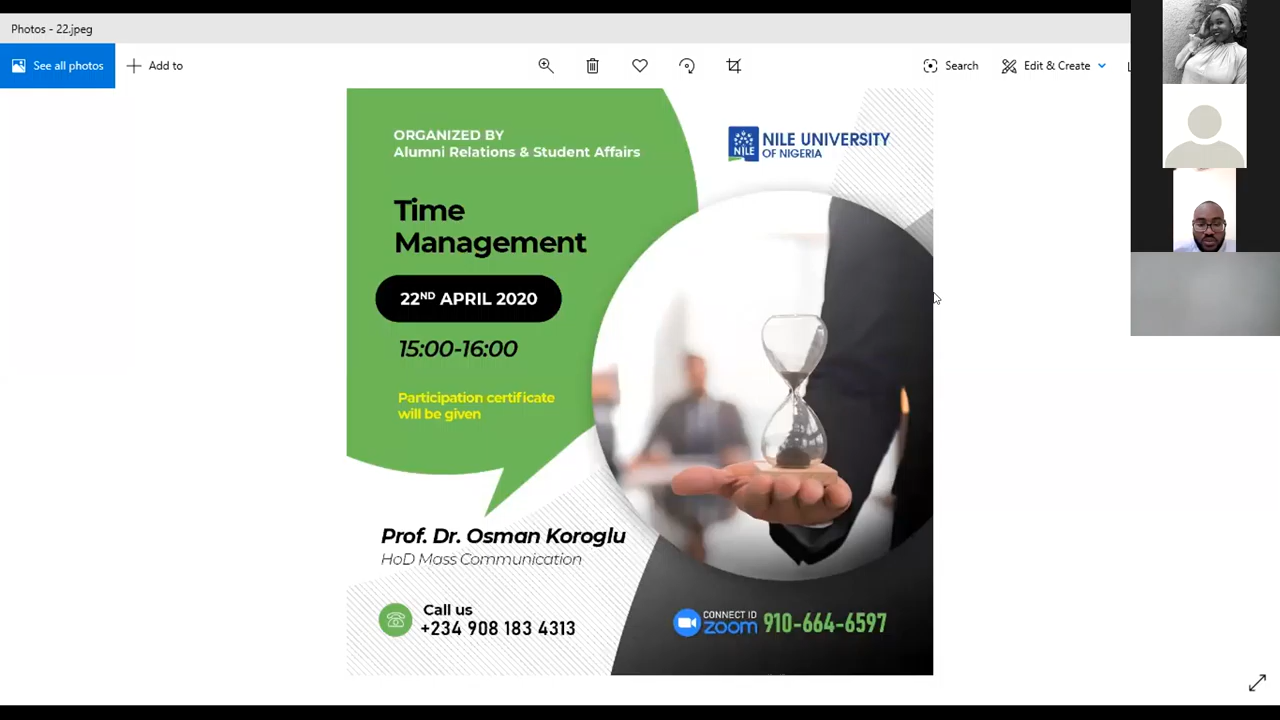 Photos - 22.jpeg
See all photos
Add to
Search
Edit & Create
ORGANIZED BY
Alumni Relations & Student Affairs
NILE
NILE UNIVERSITY
OF NIGERIA
Time
Management
22ND APRIL 2020
15:00-16:00
Participation certificate
will be given
Prof. Dr. Osman Koroglu
HoD Mass Communication
Call us
+234 908 183 4313
CONNECT ID
zoom 910-664-6597